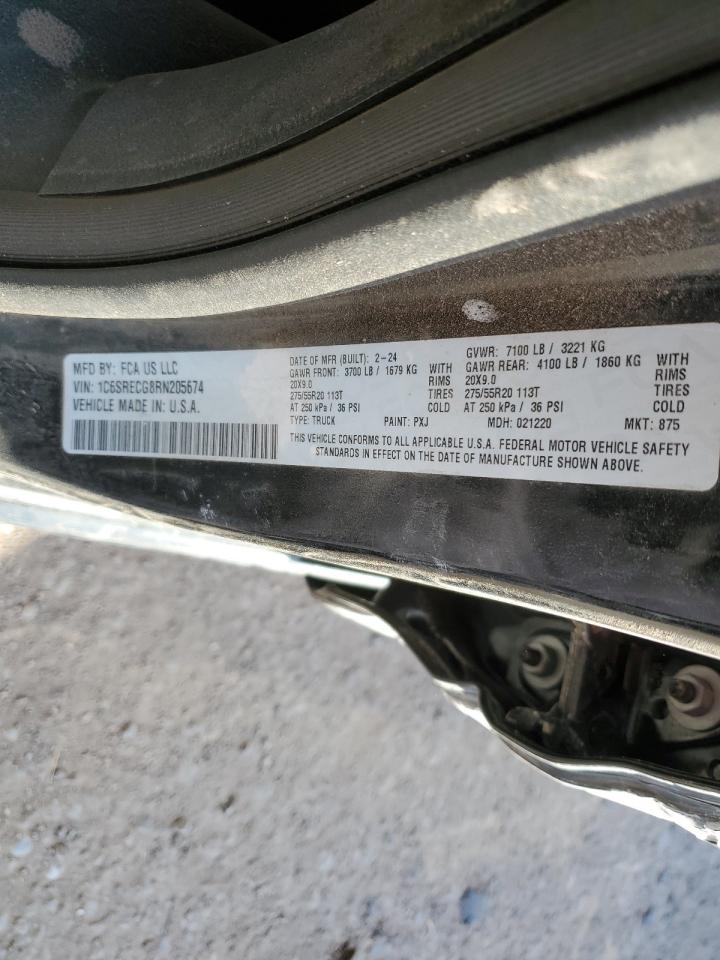 MFD BY: FCA US LLC
VIN: 1C6SRECG8RN205674
VEHICLE MADE IN: U.S.A.
DATE OF MFR (BUILT): 2-24
GAWR FRONT: 3700 LB / 1679 KG WITH
20X9.0 RIMS
275/55R20 113T TIRES
AT 250 kPa / 36 PSI COLD
GVWR: 7100 LB / 3221 KG
GAWR REAR: 4100 LB / 1860 KG WITH
20X9.0 RIMS
275/55R20 113T TIRES
AT 250 kPa / 36 PSI COLD
TYPE: TRUCK PAINT: PXJ MDH: 021220 MKT: 875
THIS VEHICLE CONFORMS TO ALL APPLICABLE U.S.A. FEDERAL MOTOR VEHICLE SAFETY
STANDARDS IN EFFECT ON THE DATE OF MANUFACTURE SHOWN ABOVE.